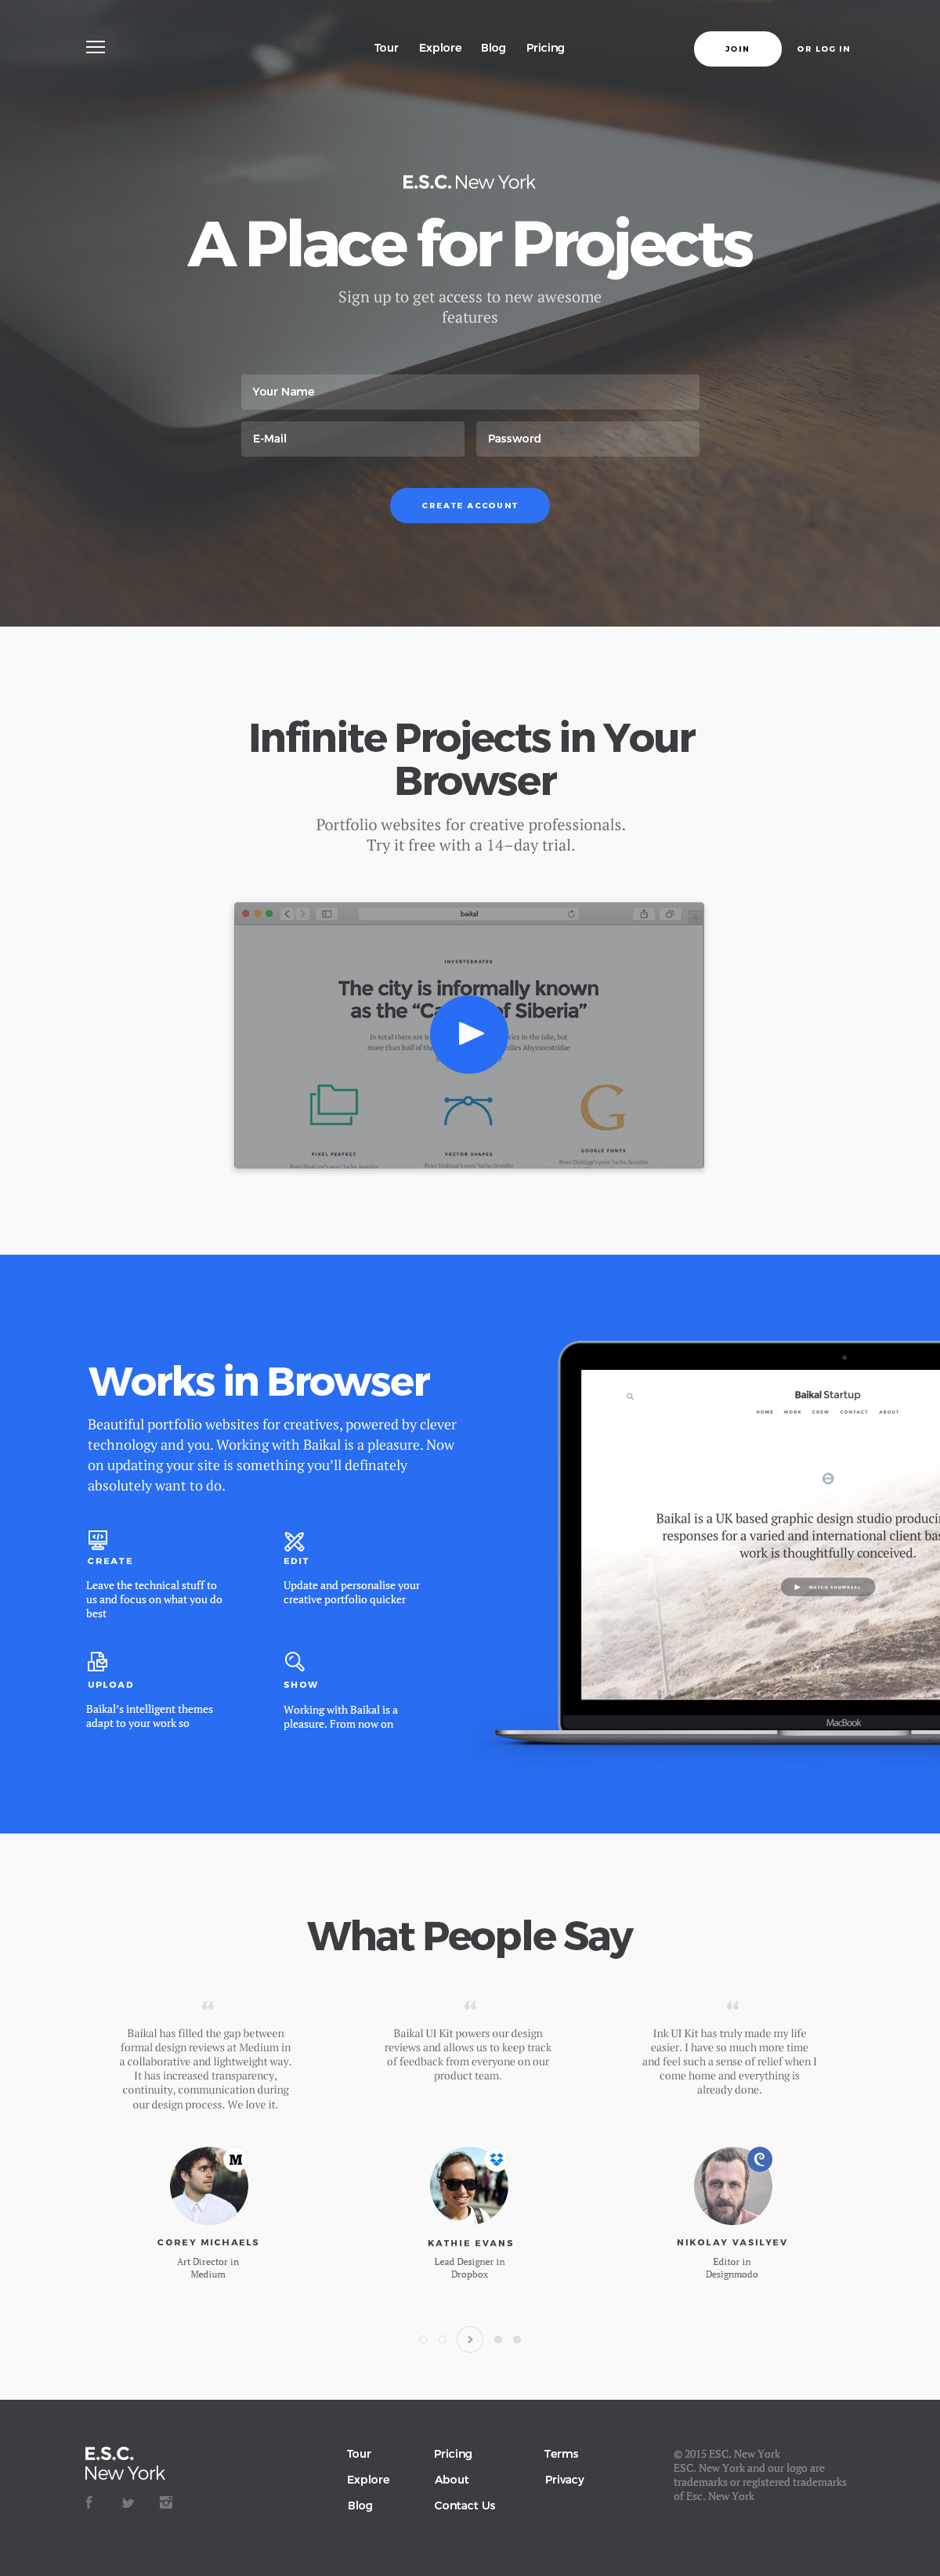 Tour Explore Blog Pricing JOIN OR LOG IN
E.S.C. New York
A Place for Projects
Sign up to get access to new awesome
features
Your Name
E-Mail Password
CREATE ACCOUNT
Infinite Projects in Your
Browser
Portfolio websites for creative professionals.
Try it free with a 14–day trial.
baikal
INVERTEBRATES
The city is informally known
as the “Ca of Siberia”
In total there are in the lake, but
more than half of the Abyssocottidae
PIXEL PERFECT VECTOR SHAPES GOOGLE FONTS
Works in Browser
Beautiful portfolio websites for creatives, powered by clever
technology and you. Working with Baikal is a pleasure. Now
on updating your site is something you’ll definately
absolutely want to do.
CREATE
Leave the technical stuff to
us and focus on what you do
best
EDIT
Update and personalise your
creative portfolio quicker
UPLOAD
Baikal’s intelligent themes
adapt to your work so
SHOW
Working with Baikal is a
pleasure. From now on
Baikal Startup
HOME WORK CREW CONTACT ABOUT
Baikal is a UK based graphic design studio produci
responses for a varied and international client bas
work is thoughtfully conceived.
WATCH SHOWREEL
MacBook
What People Say
“ “ “
Baikal has filled the gap between
formal design reviews at Medium in
a collaborative and lightweight way.
It has increased transparency,
continuity, communication during
our design process. We love it.
M
COREY MICHAELS
Art Director in
Medium
Baikal UI Kit powers our design
reviews and allows us to keep track
of feedback from everyone on our
product team.
KATHIE EVANS
Lead Designer in
Dropbox
Ink UI Kit has truly made my life
easier. I have so much more time
and feel such a sense of relief when I
come home and everything is
already done.
NIKOLAY VASILYEV
Editor in
Designmodo
E.S.C.
New York
Tour Pricing Terms
Explore About Privacy
Blog Contact Us
© 2015 ESC. New York
ESC. New York and our logo are
trademarks or registered trademarks
of Esc. New York